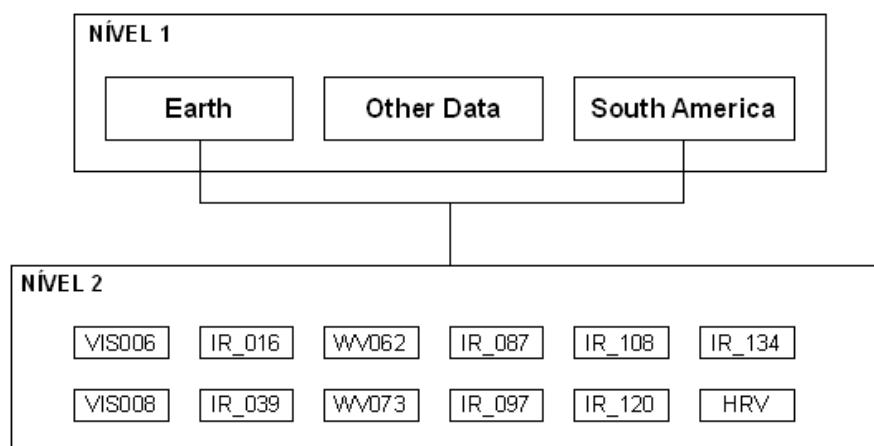 NÍVEL 1
Earth Other Data South America
NÍVEL 2
VIS006 IR_016 WV062 IR_087 IR_108 IR_134
VIS008 IR_039 WV073 IR_097 IR_120 HRV